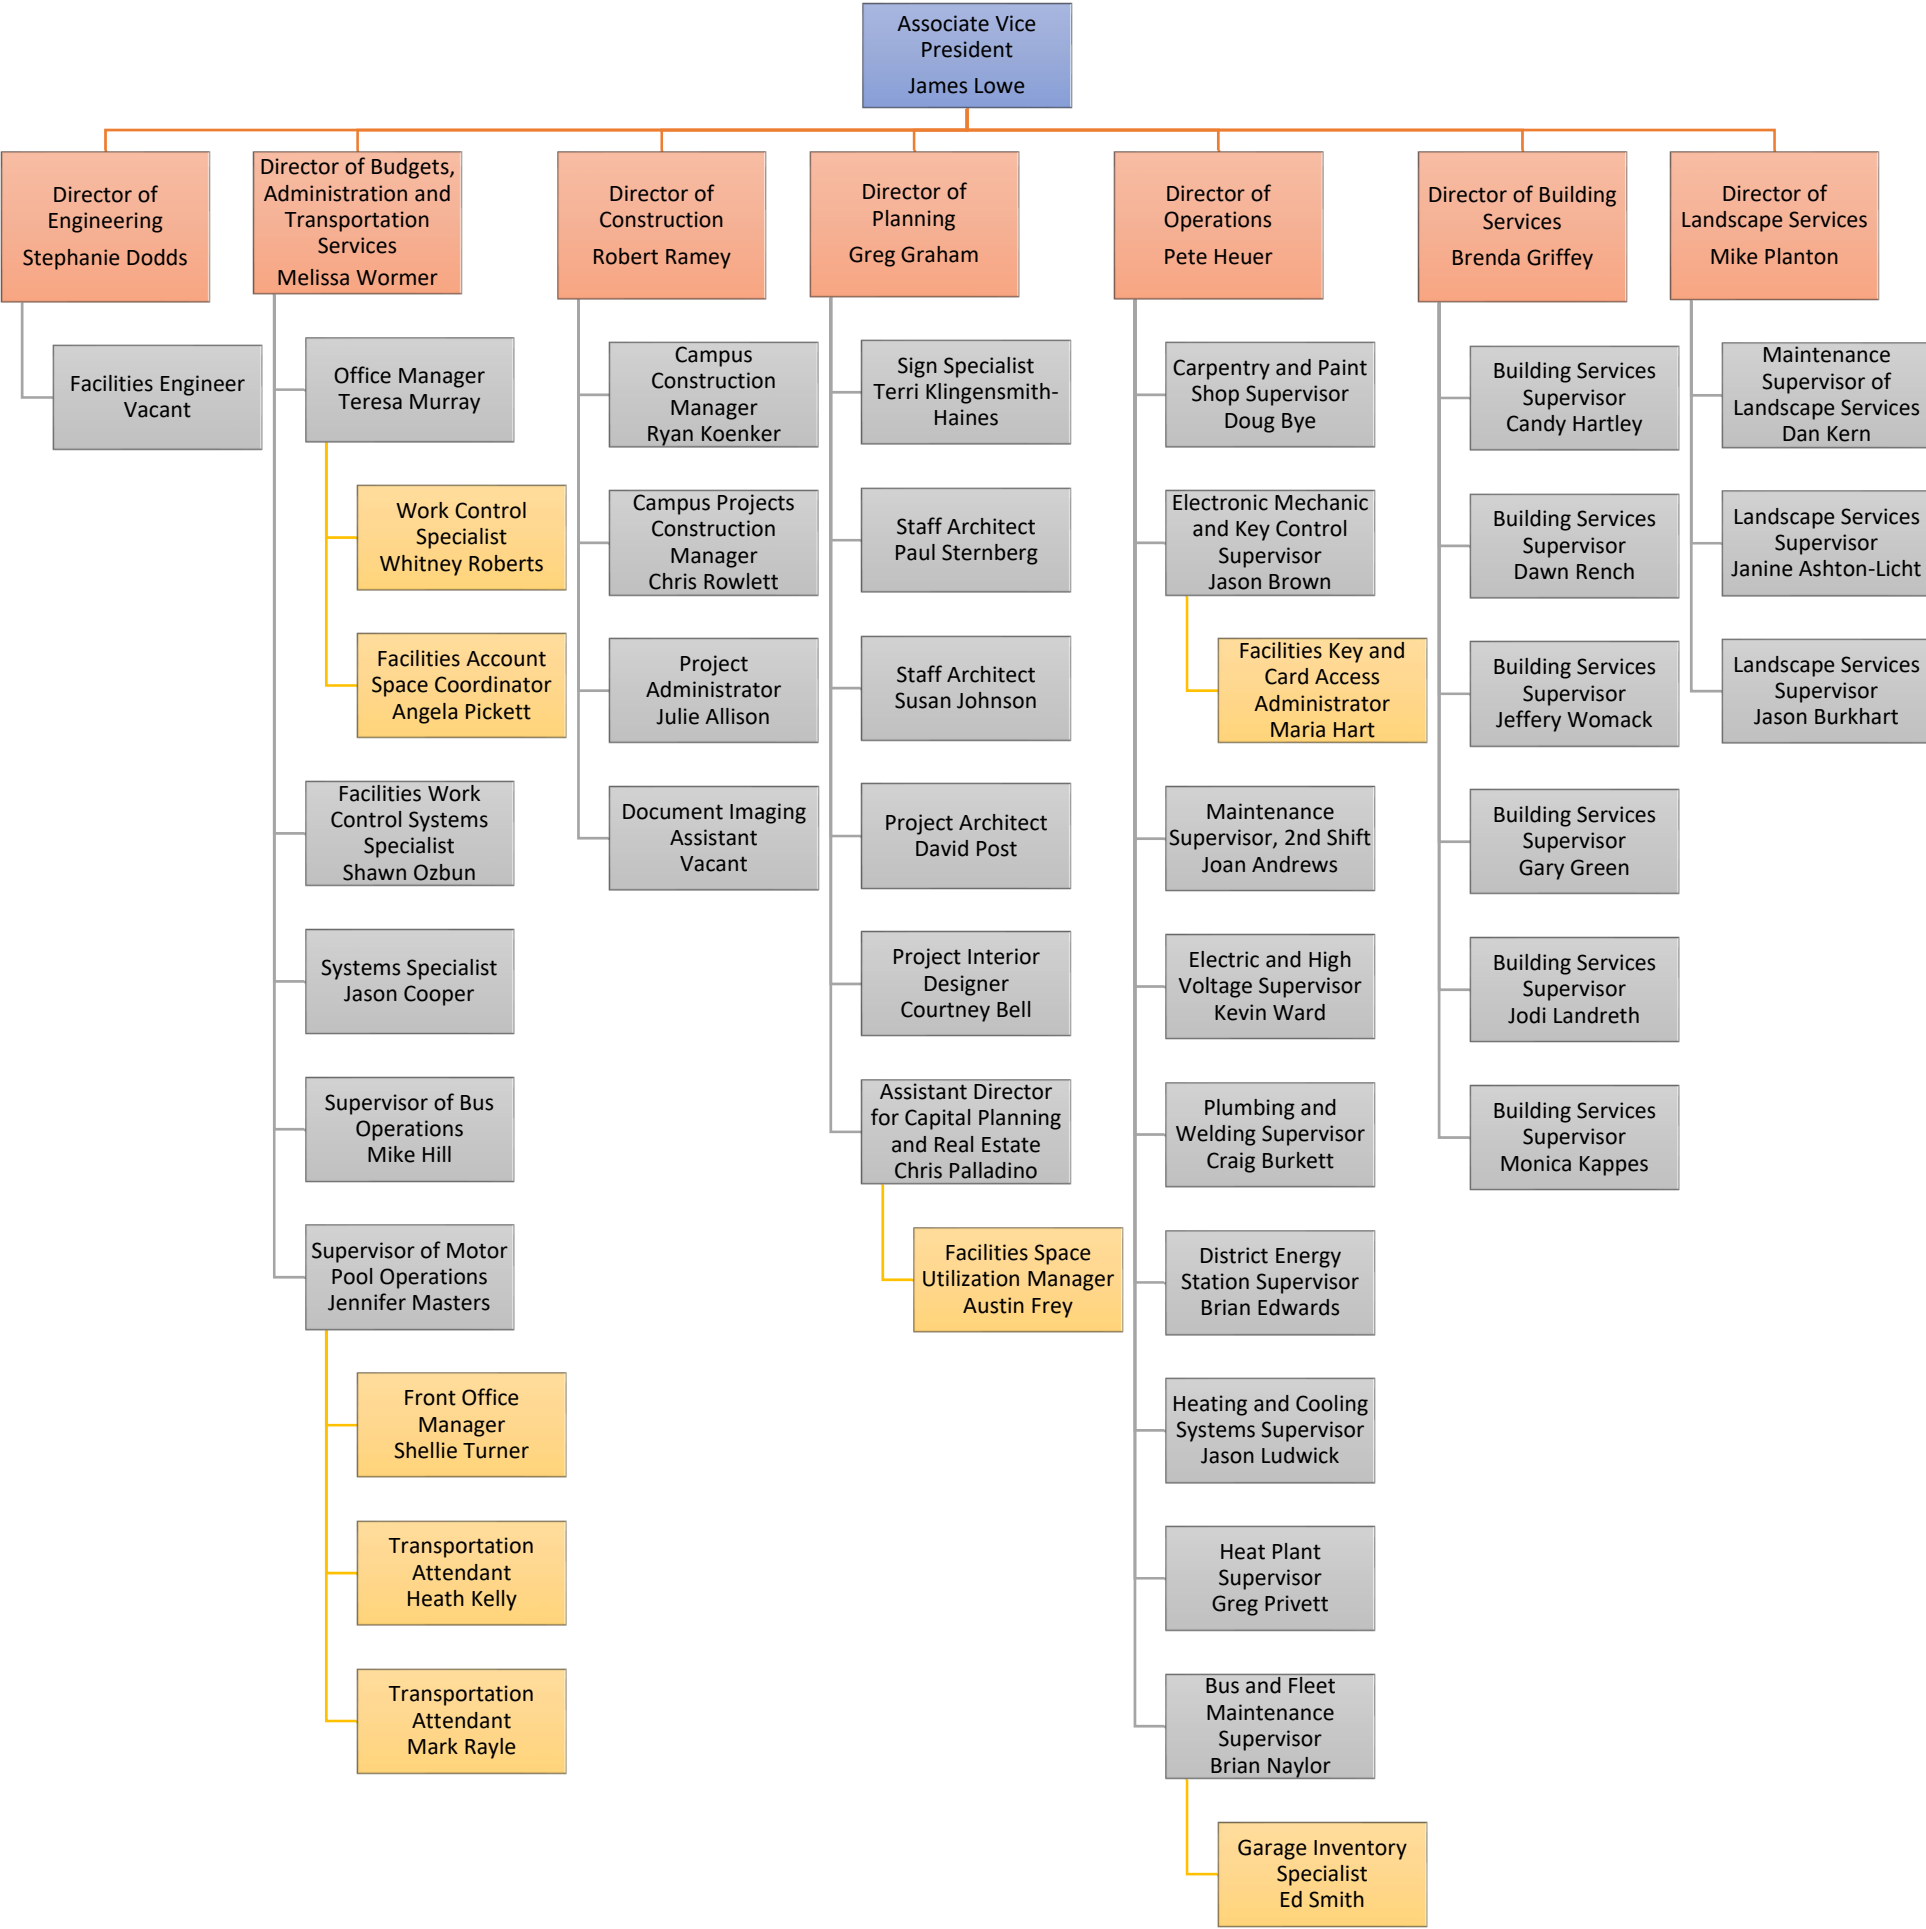 Associate Vice
President
James Lowe
Director of
Engineering
Stephanie Dodds
Facilities Engineer
Vacant
Director of Budgets,
Administration and
Transportation
Services
Melissa Wormer
Office Manager
Teresa Murray
Work Control
Specialist
Whitney Roberts
Facilities Account
Space Coordinator
Angela Pickett
Facilities Work
Control Systems
Specialist
Shawn Ozbun
Systems Specialist
Jason Cooper
Supervisor of Bus
Operations
Mike Hill
Supervisor of Motor
Pool Operations
Jennifer Masters
Front Office
Manager
Shellie Turner
Transportation
Attendant
Heath Kelly
Transportation
Attendant
Mark Rayle
Director of
Construction
Robert Ramey
Campus
Construction
Manager
Ryan Koenker
Campus Projects
Construction
Manager
Chris Rowlett
Project
Administrator
Julie Allison
Document Imaging
Assistant
Vacant
Director of
Planning
Greg Graham
Sign Specialist
Terri Klingensmith-
Haines
Staff Architect
Paul Sternberg
Staff Architect
Susan Johnson
Project Architect
David Post
Project Interior
Designer
Courtney Bell
Assistant Director
for Capital Planning
and Real Estate
Chris Palladino
Facilities Space
Utilization Manager
Austin Frey
Director of
Operations
Pete Heuer
Carpentry and Paint
Shop Supervisor
Doug Bye
Electronic Mechanic
and Key Control
Supervisor
Jason Brown
Facilities Key and
Card Access
Administrator
Maria Hart
Maintenance
Supervisor, 2nd Shift
Joan Andrews
Electric and High
Voltage Supervisor
Kevin Ward
Plumbing and
Welding Supervisor
Craig Burkett
District Energy
Station Supervisor
Brian Edwards
Heating and Cooling
Systems Supervisor
Jason Ludwick
Heat Plant
Supervisor
Greg Privett
Bus and Fleet
Maintenance
Supervisor
Brian Naylor
Garage Inventory
Specialist
Ed Smith
Director of Building
Services
Brenda Griffey
Building Services
Supervisor
Candy Hartley
Building Services
Supervisor
Dawn Rench
Building Services
Supervisor
Jeffery Womack
Building Services
Supervisor
Gary Green
Building Services
Supervisor
Jodi Landreth
Building Services
Supervisor
Monica Kappes
Director of
Landscape Services
Mike Planton
Maintenance
Supervisor of
Landscape Services
Dan Kern
Landscape Services
Supervisor
Janine Ashton-Licht
Landscape Services
Supervisor
Jason Burkhart